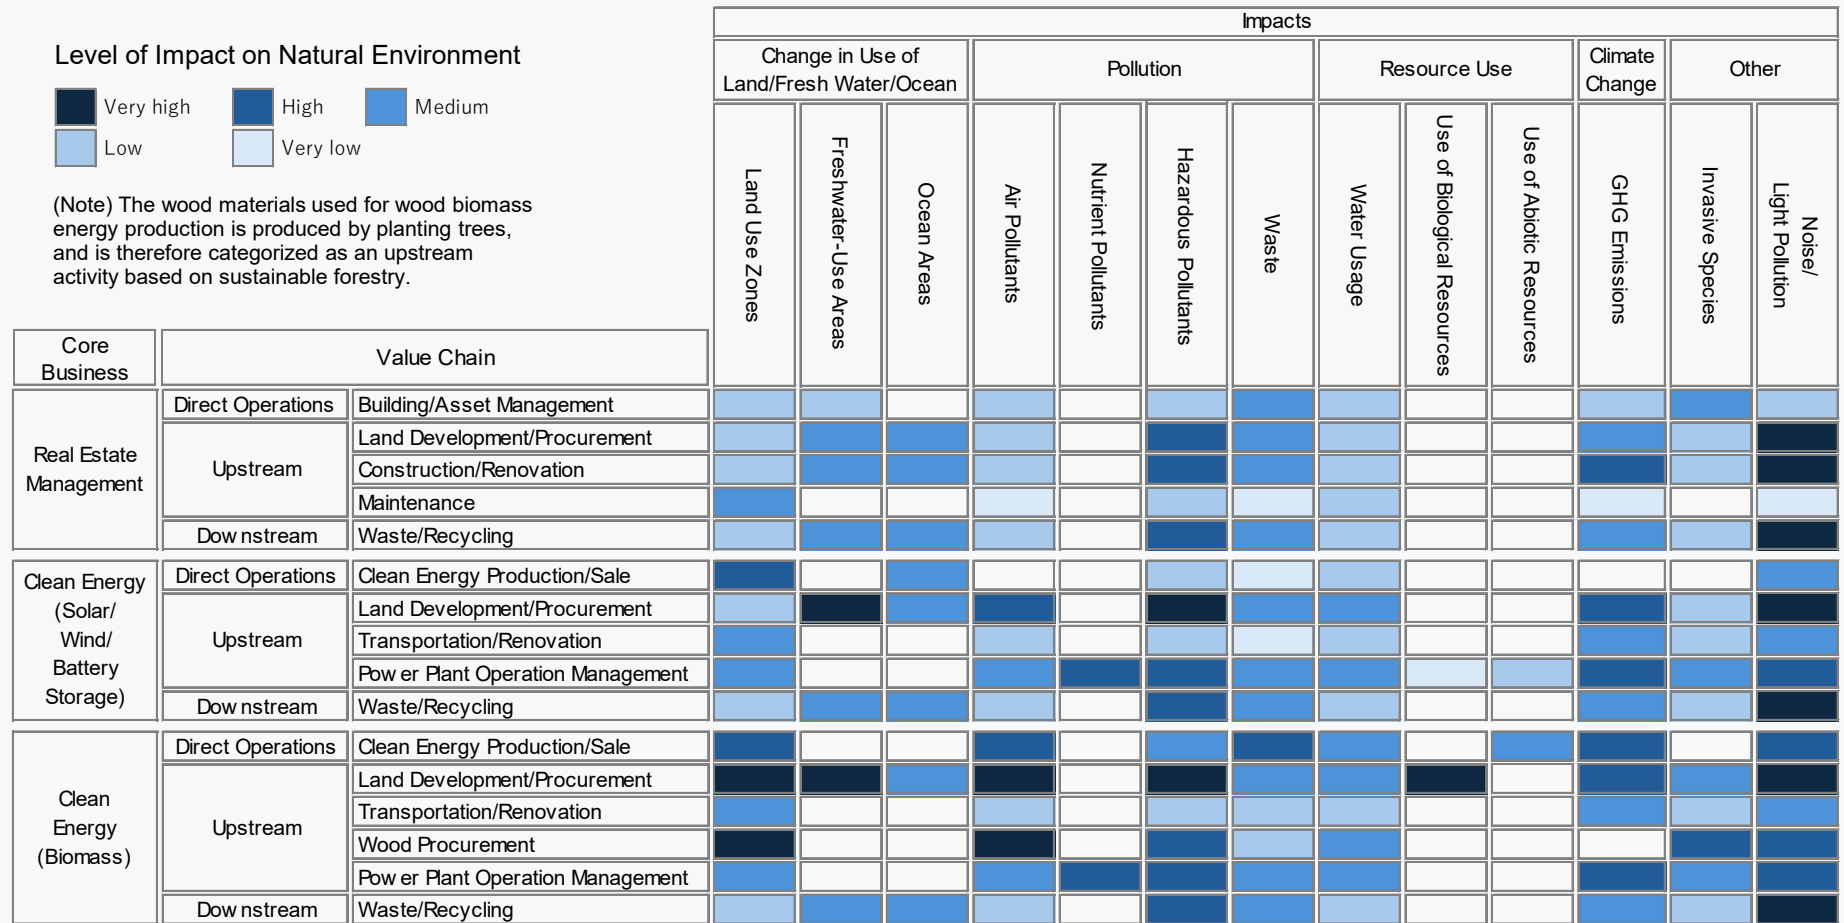 Level of Impact on Natural Environment
Very high
High
Medium
Low
Very low
(Note) The wood materials used for wood biomass
energy production is produced by planting trees,
and is therefore categorized as an upstream
activity based on sustainable forestry.
Impacts
Change in Use of
Land/Fresh Water/Ocean
Pollution
Resource Use
Climate
Change
Other
Land Use Zones
Freshwater-Use Areas
Ocean Areas
Air Pollutants
Nutrient Pollutants
Hazardous Pollutants
Waste
Water Usage
Use of Biological Resources
Use of Abiotic Resources
GHG Emissions
Invasive Species
Noise/
Light Pollution
Core
Business
Value Chain
Real Estate
Management
Direct Operations
Building/Asset Management
Upstream
Land Development/Procurement
Construction/Renovation
Maintenance
Downstream
Waste/Recycling
Clean Energy
(Solar/
Wind/
Battery
Storage)
Direct Operations
Clean Energy Production/Sale
Upstream
Land Development/Procurement
Transportation/Renovation
Power Plant Operation Management
Downstream
Waste/Recycling
Clean
Energy
(Biomass)
Direct Operations
Clean Energy Production/Sale
Upstream
Land Development/Procurement
Transportation/Renovation
Wood Procurement
Power Plant Operation Management
Downstream
Waste/Recycling